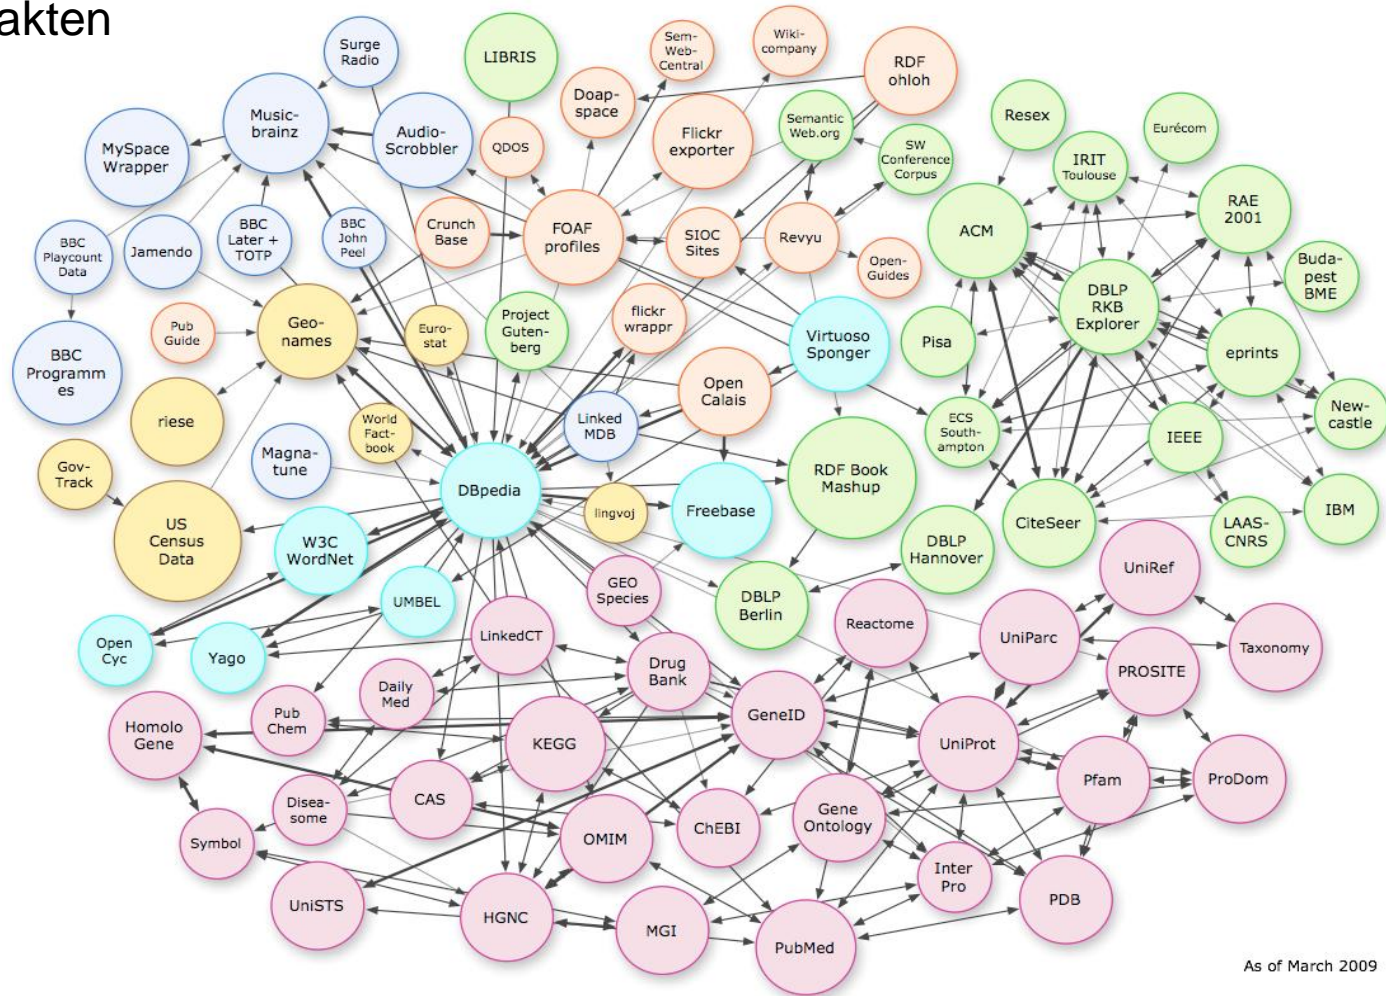 akten
Surge
Radio
LIBRIS
Sem-
Web-
Central
Wiki-
company
RDF
ohloh
Music-
brainz
Audio-
Scrobbler
MySpace
Wrapper
QDOS
Doap-
space
Flickr
exporter
Semantic
Web.org
SW
Conference
Corpus
Resex
Eurécom
IRIT
Toulouse
RAE
2001
ACM
BBC
Playcount
Data
Jamendo
BBC
Later +
TOTP
BBC
John
Peel
Crunch
Base
FOAF
profiles
SIOC
Sites
Revyu
Open-
Guides
Buda-
pest
BME
DBLP
RKB
Explorer
Pub
Guide
Geo-
names
Euro-
stat
Project
Guten-
berg
flickr
wrappr
Virtuoso
Sponger
Pisa
eprints
BBC
Programm
es
riese
World
Fact-
book
Linked
MDB
Open
Calais
ECS
South-
ampton
IEEE
New-
castle
Gov-
Track
Magna-
tune
DBpedia
lingvoj
Freebase
RDF Book
Mashup
CiteSeer
LAAS-
CNRS
IBM
US
Census
Data
W3C
WordNet
DBLP
Hannover
UniRef
UMBEL
GEO
Species
DBLP
Berlin
Open
Cyc
Yago
LinkedCT
Reactome
UniParc
Taxonomy
PROSITE
Homolo
Gene
Pub
Chem
Daily
Med
Drug
Bank
GeneID
UniProt
KEGG
Pfam
ProDom
Symbol
Disea-
some
CAS
OMIM
ChEBI
Gene
Ontology
Inter
Pro
PDB
UniSTS
HGNC
MGI
PubMed
As of March 2009